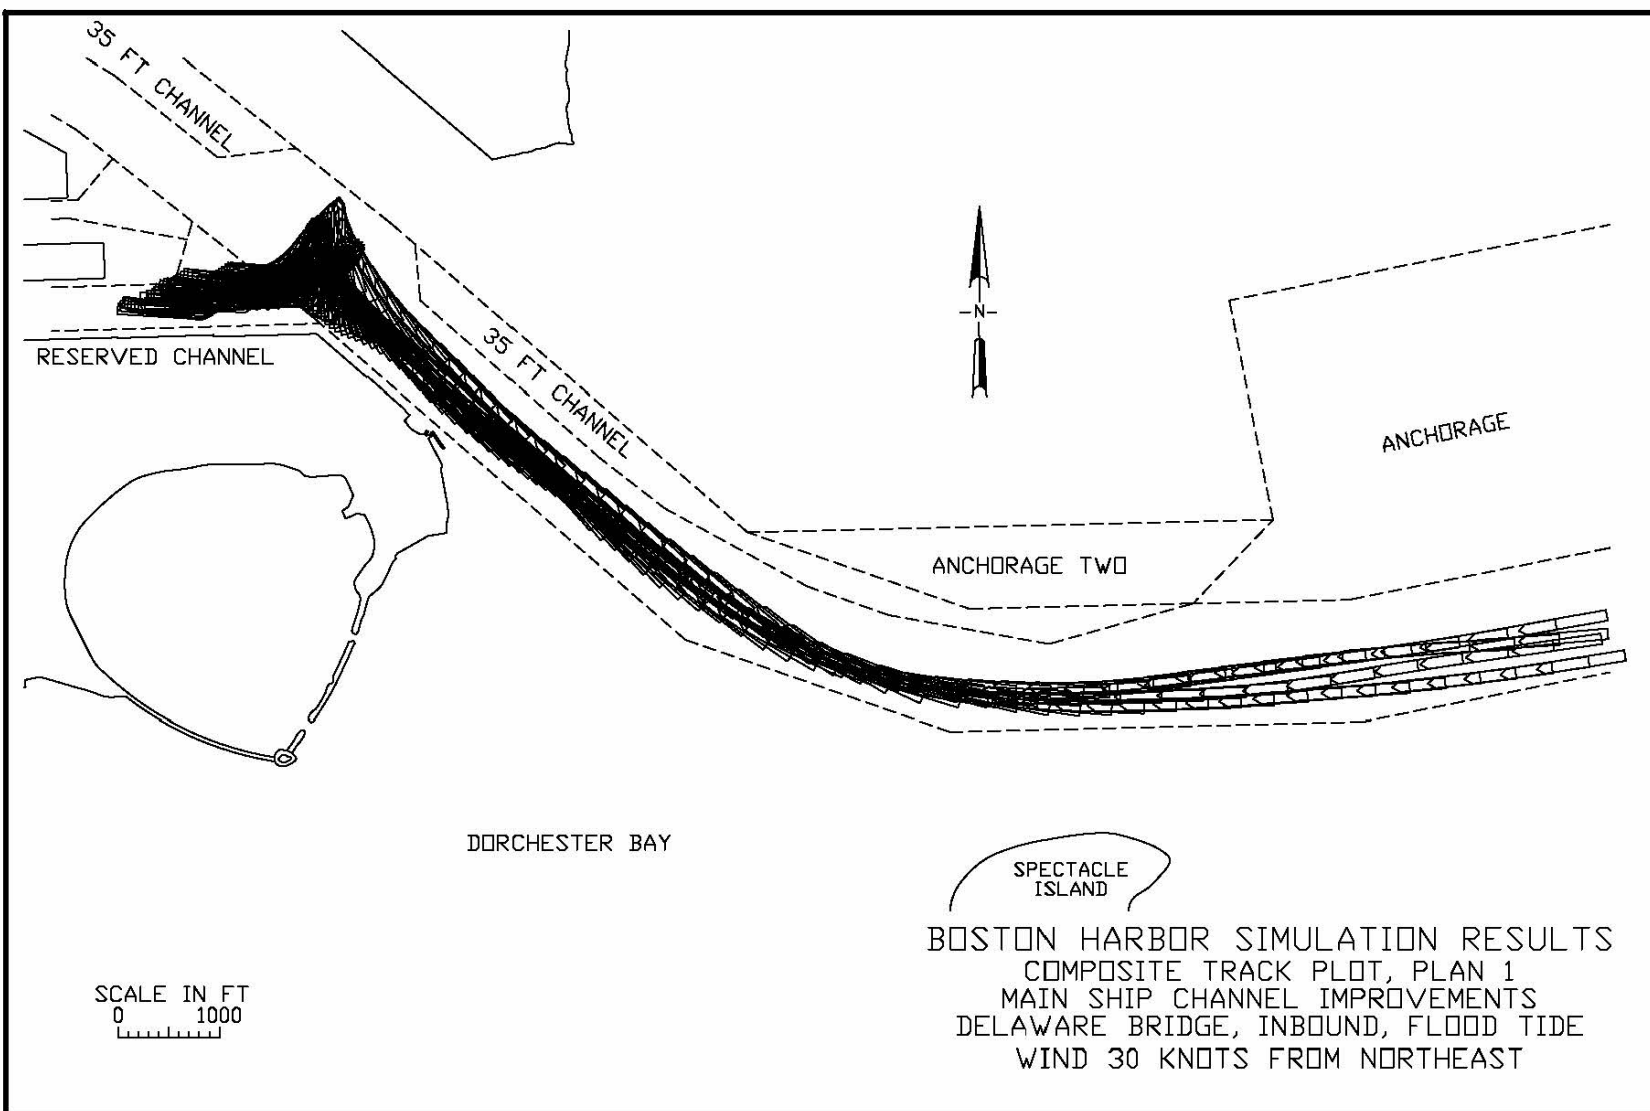 35 FT CHANNEL
-N-
RESERVED CHANNEL
35 FT CHANNEL
ANCHORAGE
ANCHORAGE TWO
DORCHESTER BAY
SPECTACLE
ISLAND
BOSTON HARBOR SIMULATION RESULTS
COMPOSITE TRACK PLOT, PLAN 1
MAIN SHIP CHANNEL IMPROVEMENTS
DELAWARE BRIDGE, INBOUND, FLOOD TIDE
WIND 30 KNOTS FROM NORTHEAST
SCALE IN FT
0 1000